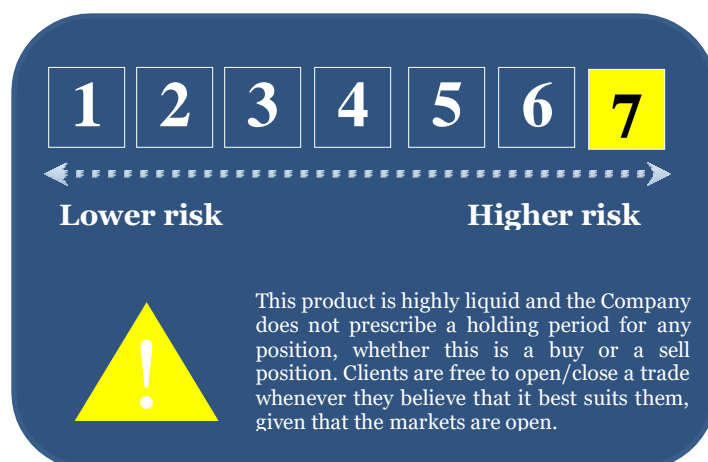 1 2 3 4 5 6 7
Lower risk Higher risk
This product is highly liquid and the Company
does not prescribe a holding period for any
position, whether this is a buy or a sell
position. Clients are free to open/close a trade
whenever they believe that it best suits them,
given that the markets are open.
!